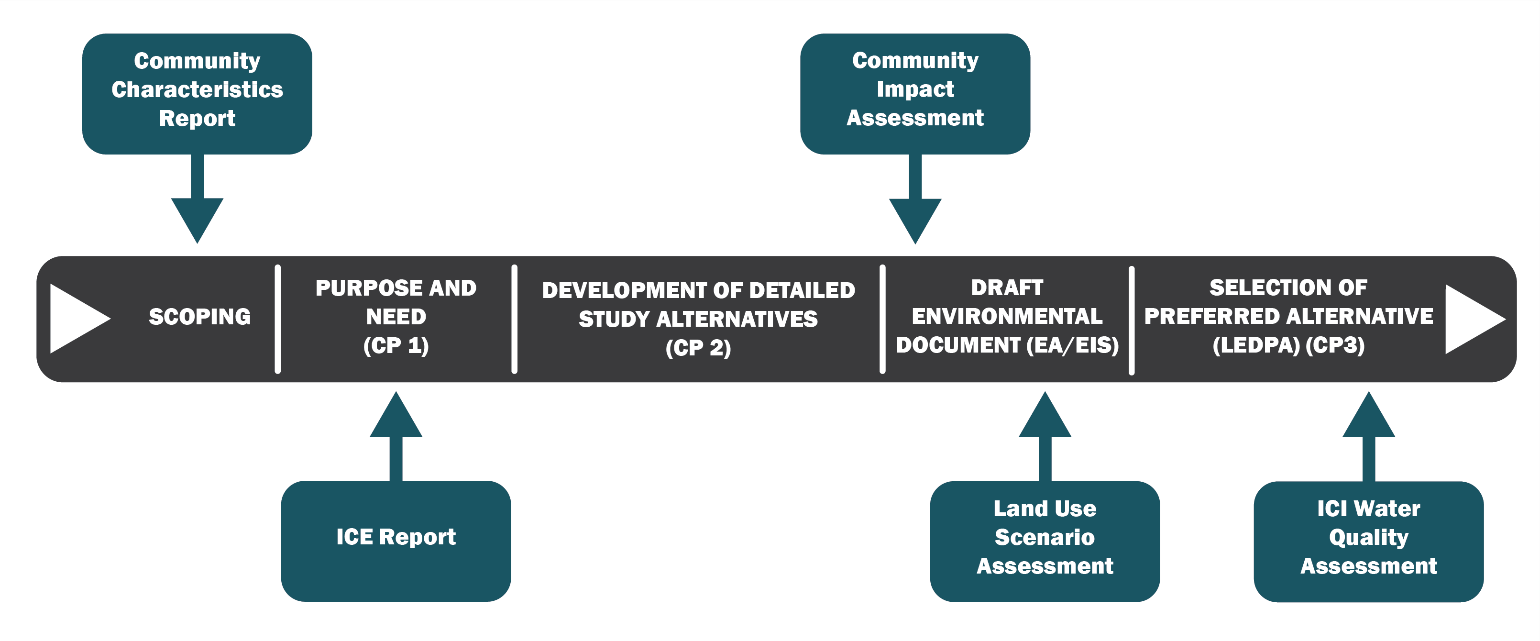 Community
Characteristics
Report
Community
Impact
Assessment
SCOPING
PURPOSE AND
NEED
(CP 1)
DEVELOPMENT OF DETAILED
STUDY ALTERNATIVES
(CP 2)
DRAFT
ENVIRONMENTAL
DOCUMENT (EA/EIS)
SELECTION OF
PREFERRED ALTERNATIVE
(LEDPA) (CP3)
ICE Report
Land Use
Scenario
Assessment
ICI Water
Quality
Assessment